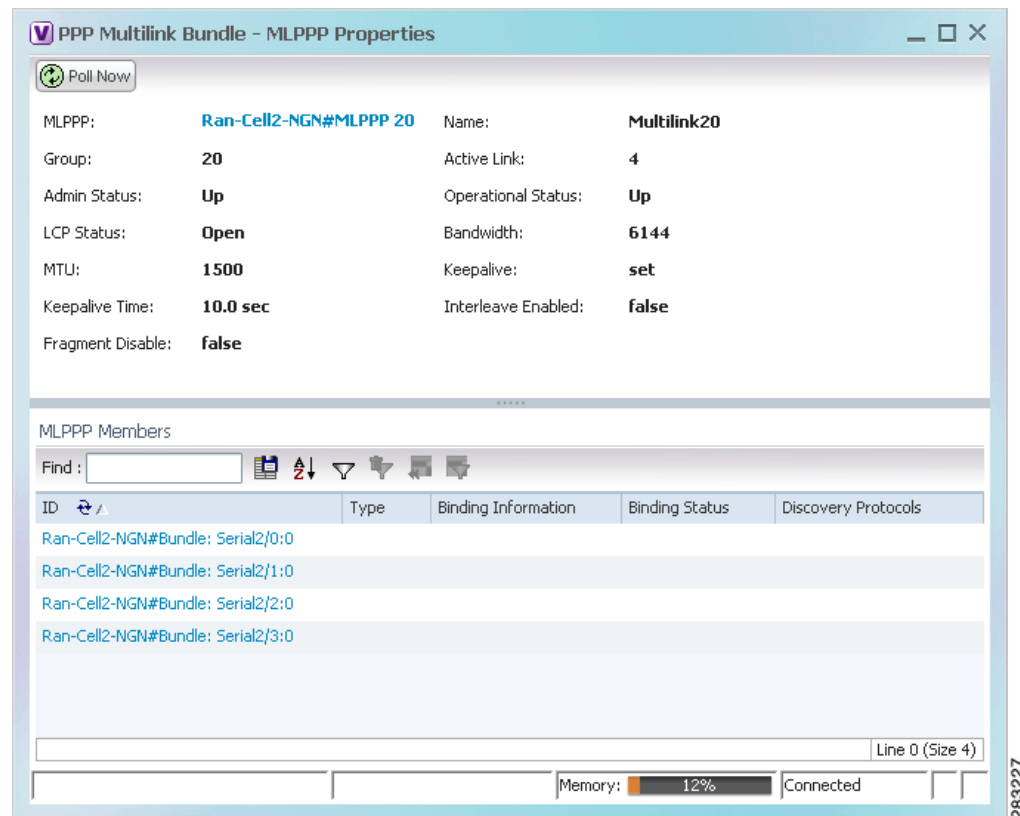 V PPP Multilink Bundle - MLPPP Properties
Poll Now
MLPPP: Ran-Cell2-NGN#MLPPP 20 Name: Multilink20
Group: 20 Active Link: 4
Admin Status: Up Operational Status: Up
LCP Status: Open Bandwidth: 6144
MTU: 1500 Keepalive: set
Keepalive Time: 10.0 sec Interleave Enabled: false
Fragment Disable: false
MLPPP Members
Find :
ID Type Binding Information Binding Status Discovery Protocols
Ran-Cell2-NGN#Bundle: Serial2/0:0
Ran-Cell2-NGN#Bundle: Serial2/1:0
Ran-Cell2-NGN#Bundle: Serial2/2:0
Ran-Cell2-NGN#Bundle: Serial2/3:0
Line 0 (Size 4)
Memory: 12% Connected
283227